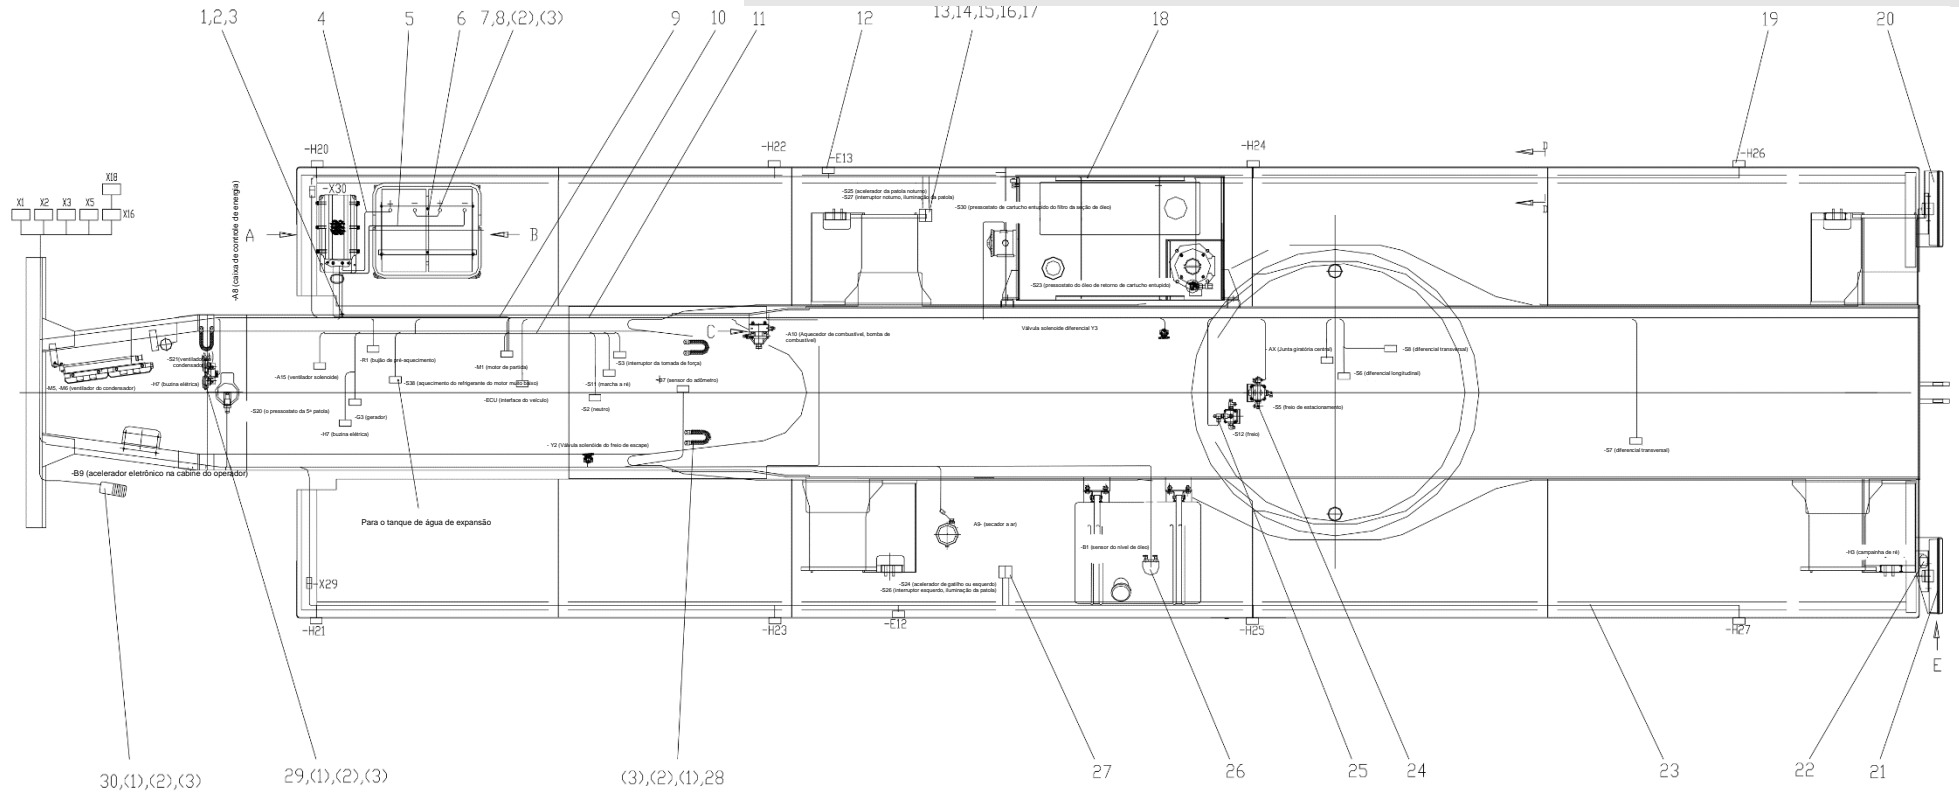 1,2,3
4
5
6
7,8,(2),(3)
9
10
11
12
13,14,15,16,17
18
19
20
-H20
-H22
-E13
-H24
-H26
X18
X1
X2
X3
X5
X16
-X30
-A8 (caixa de controle de energia)
A
B
-S25 (acelerador da patola noturno)
-S27 (interruptor noturno, iluminação da patola)
-S30 (pressostato de cartucho entupido do filtro da seção de óleo)
-S23 (pressostato do óleo de retorno de cartucho entupido)
C
-A10 (Aquecedor de combustível, bomba de
combustível)
Válvula solenoide diferencial Y3
-S21(ventilador
condensador)
-R1 (bujão de pré-aquecimento)
-M1 (motor de partida)
-S3 (interruptor da tomada de força)
- AX (Junta giratória central)
-S8 (diferencial transversal)
-A15 (ventilador solenoide)
-S6 (diferencial longitudinal)
-M5, -M6 (ventilador do condensador)
-H7 (buzina elétrica)
-S38 (aquecimento do refrigerante do motor muito baixo)
-S11 (marcha a ré)
-B7 (sensor do adômetro)
-ECU (interface do veículo)
-S2 (neutro)
-S20 (o pressostato da 5ª patola)
-G3 (gerador)
-S5 (freio de estacionamento)
-H7 (buzina elétrica)
-S12 (freio)
- Y2 (Válvula solenóide do freio de escape)
-S7 (diferencial transversal)
-B9 (acelerador eletrônico na cabine do operador)
Para o tanque de água de expansão
A9- (secador a ar)
-B1 (sensor do nível de óleo)
-H3 (campainha de ré)
-X29
-S24 (acelerador de gatilho ou esquerdo)
-S26 (interruptor esquerdo, iluminação da patola)
-H21
-H23
-E12
-H25
-H27
E
30,(1),(2),(3)
29,(1),(2),(3)
(3),(2),(1),28
27
26
25
24
23
22
21